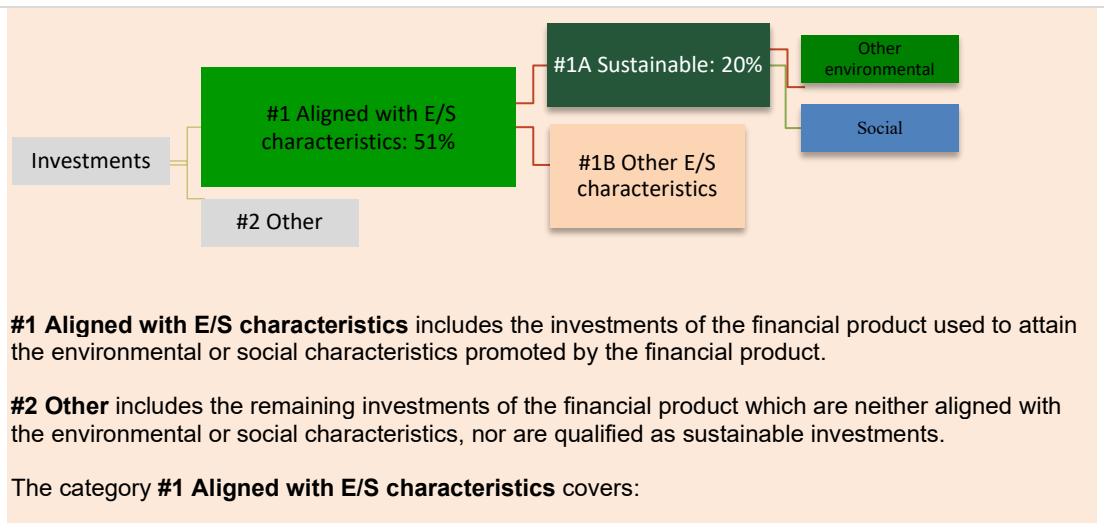 Investments
#1 Aligned with E/S
characteristics: 51%
#2 Other
#1A Sustainable: 20%
#1B Other E/S
characteristics
Other
environmental
Social
#1 Aligned with E/S characteristics includes the investments of the financial product used to attain
the environmental or social characteristics promoted by the financial product.
#2 Other includes the remaining investments of the financial product which are neither aligned with
the environmental or social characteristics, nor are qualified as sustainable investments.
The category #1 Aligned with E/S characteristics covers: